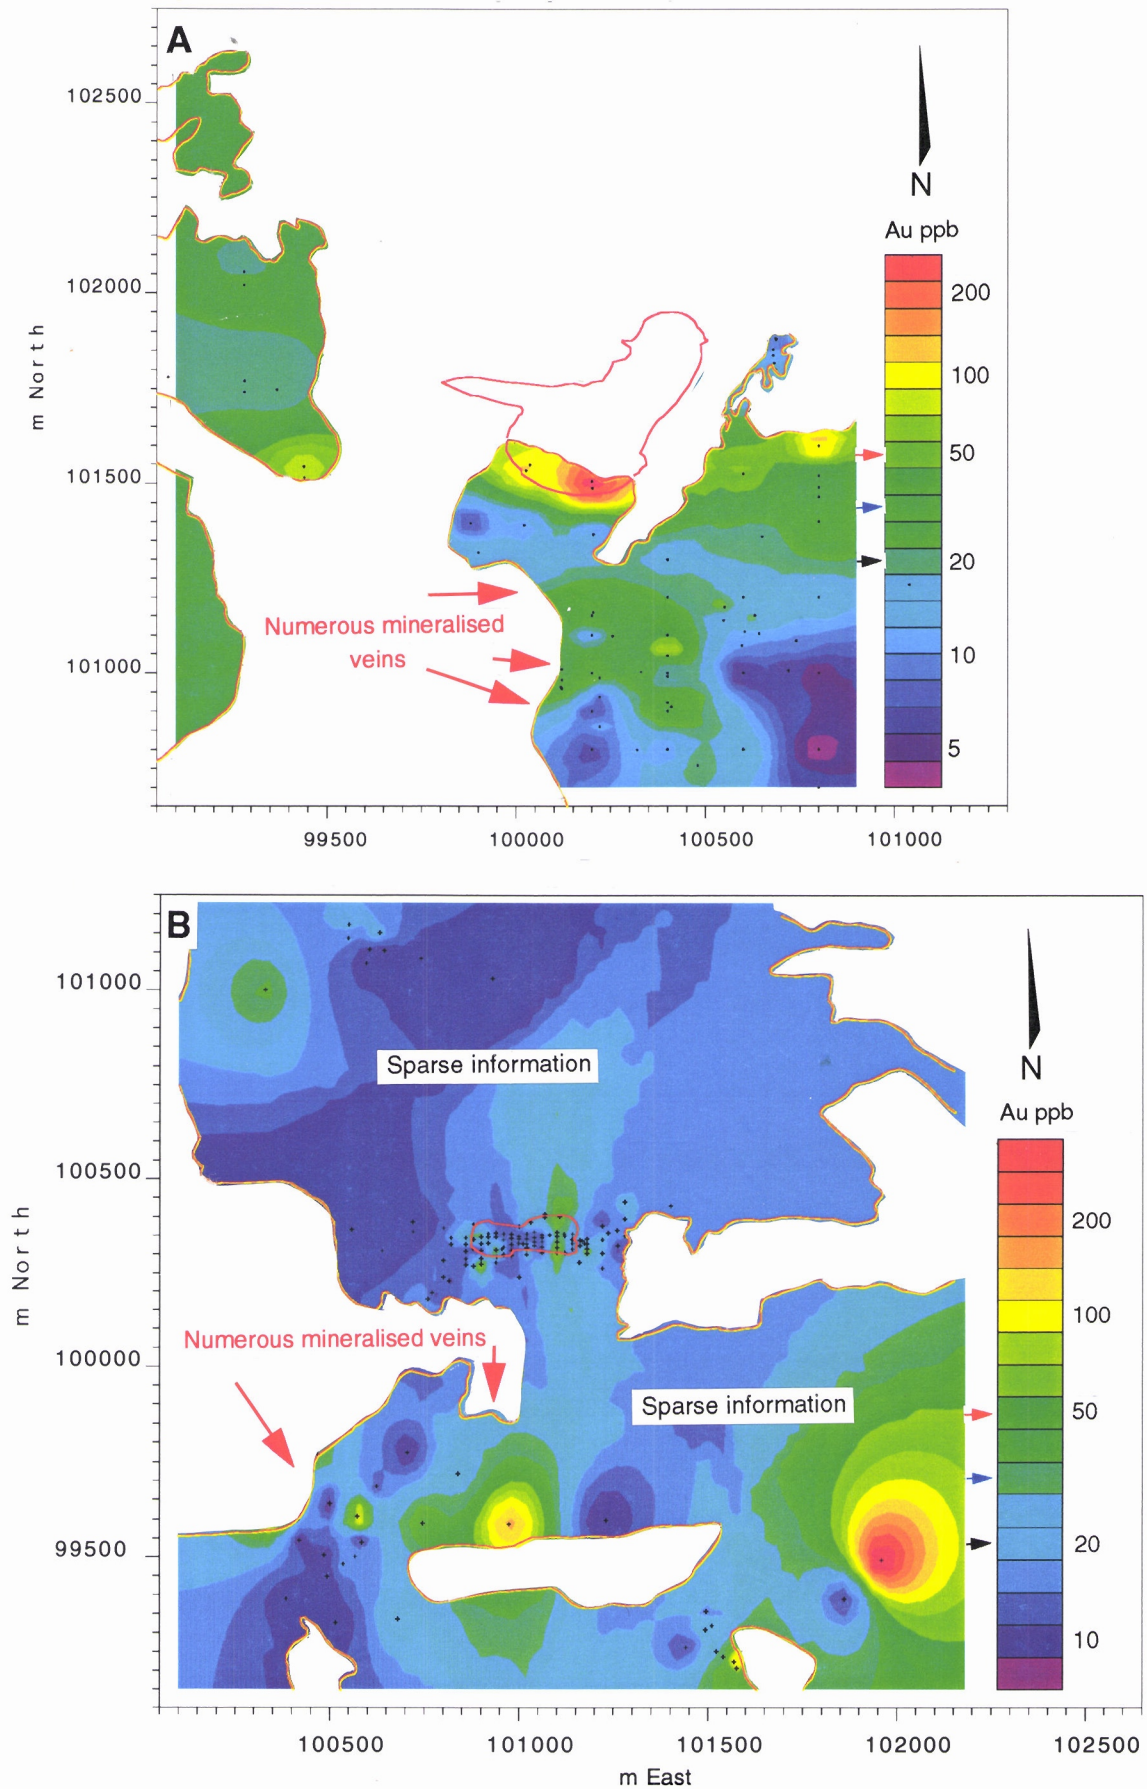 A
N
Au ppb
200
100
50
20
10
5
102500
102000
101500
101000
m North
Numerous mineralised
veins
99500
100000
100500
101000
B
N
Au ppb
200
100
50
20
10
101000
100500
100000
99500
m North
Sparse information
Numerous mineralised veins
Sparse information
100500
101000
101500
102000
102500
m East